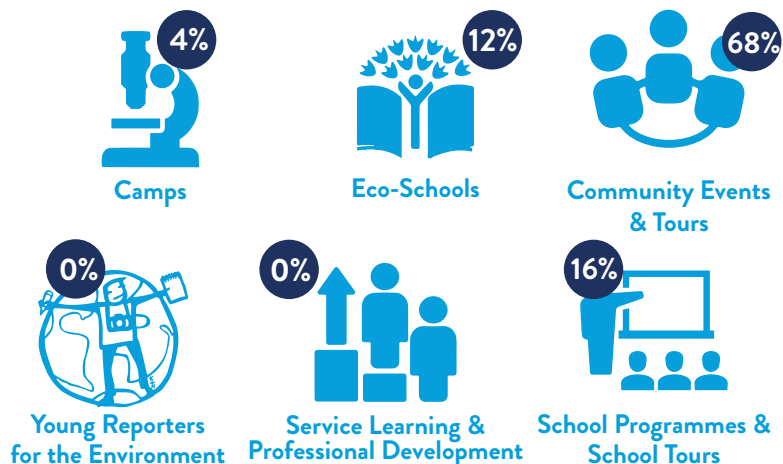 4%
Camps
12%
Eco-Schools
68%
Community Events
& Tours
0%
Young Reporters
for the Environment
0%
Service Learning &
Professional Development
16%
School Programmes &
School Tours